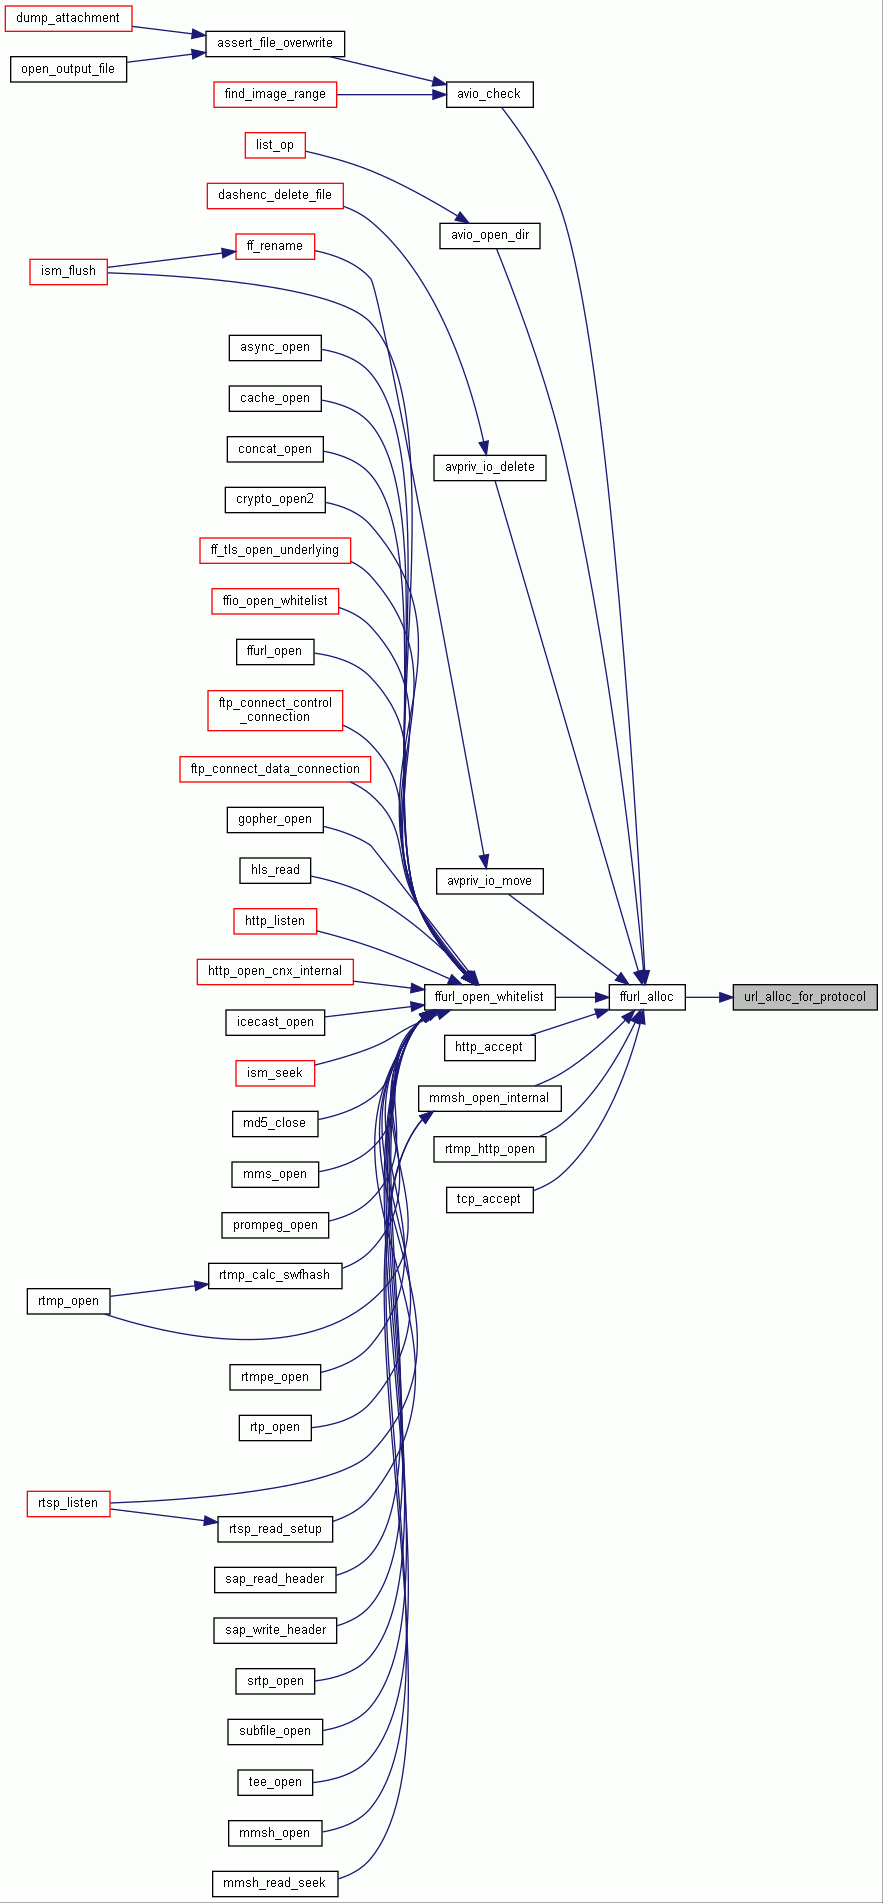 dump_attachment
assert_file_overwrite
open_output_file
avio_check
find_image_range
list_op
dashenc_delete_file
avio_open_dir
ff_rename
ism_flush
async_open
cache_open
concat_open
avpriv_io_delete
crypto_open2
ff_tls_open_underlying
ffio_open_whitelist
ffurl_open
ftp_connect_control
_connection
ftp_connect_data_connection
gopher_open
hls_read
avpriv_io_move
http_listen
http_open_cnx_internal
ffurl_open_whitelist
ffurl_alloc
url_alloc_for_protocol
icecast_open
http_accept
ism_seek
mmsh_open_internal
md5_close
rtmp_http_open
mms_open
tcp_accept
prompeg_open
rtmp_calc_swfhash
rtmp_open
rtmpe_open
rtp_open
rtsp_listen
rtsp_read_setup
sap_read_header
sap_write_header
srtp_open
subfile_open
tee_open
mmsh_open
mmsh_read_seek